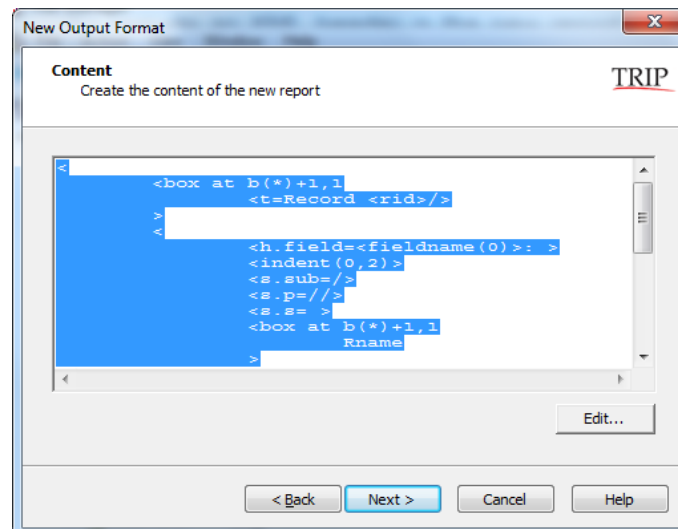 New Output Format
Content
Create the content of the new report
TRIP
<
<box at b(*)+1,1
<t=Record <rid>/>
>
<
<h.field=<fieldname(0)>: >
<indent(0,2)>
<s.sub=/>
<s.p=//>
<s.s= >
<box at b(*)+1,1
Rname
>
Edit...
< Back
Next >
Cancel
Help